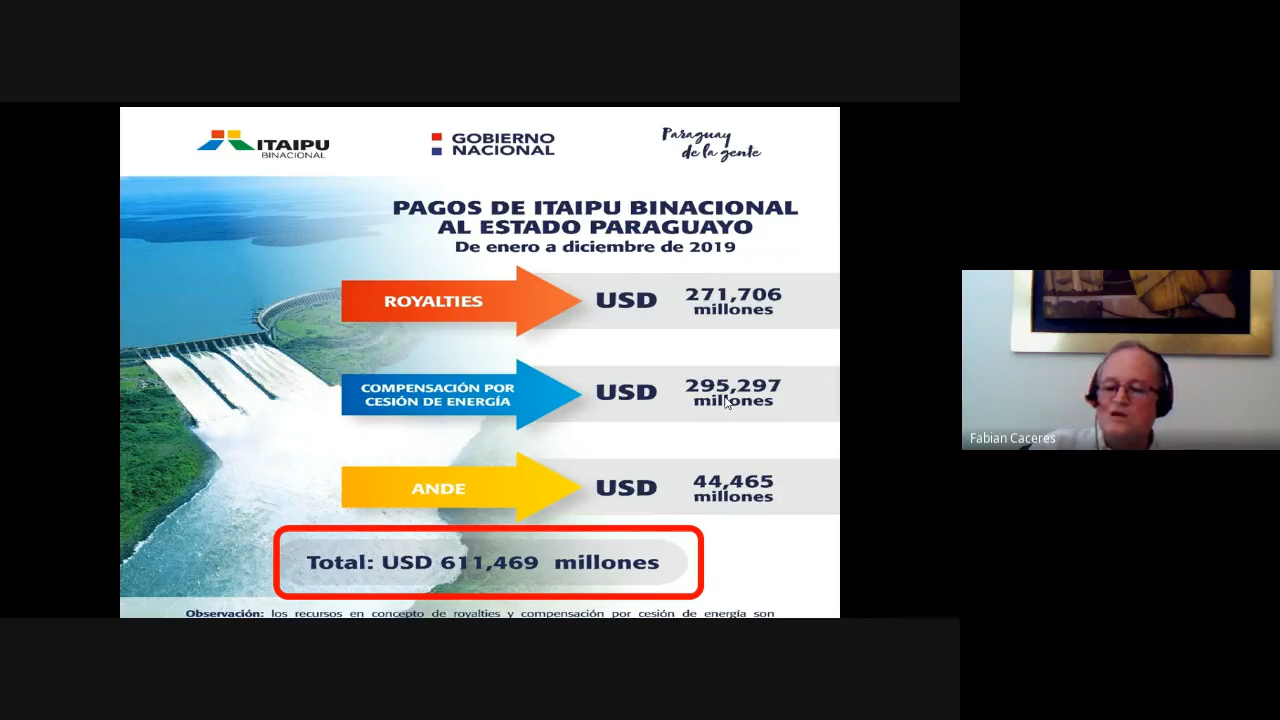 ITAIPU
BINACIONAL
GOBIERNO
NACIONAL
Paraguay
de la gente
PAGOS DE ITAIPU BINACIONAL
AL ESTADO PARAGUAYO
De enero a diciembre de 2019
ROYALTIES
USD
271,706
millones
COMPENSACIÓN POR
CESIÓN DE ENERGÍA
USD
295,297
millones
ANDE
USD
44,465
millones
Total: USD 611,469 millones
Observación: los recursos en concepto de royalties y compensación por cesión de energía son
Fabian Caceres